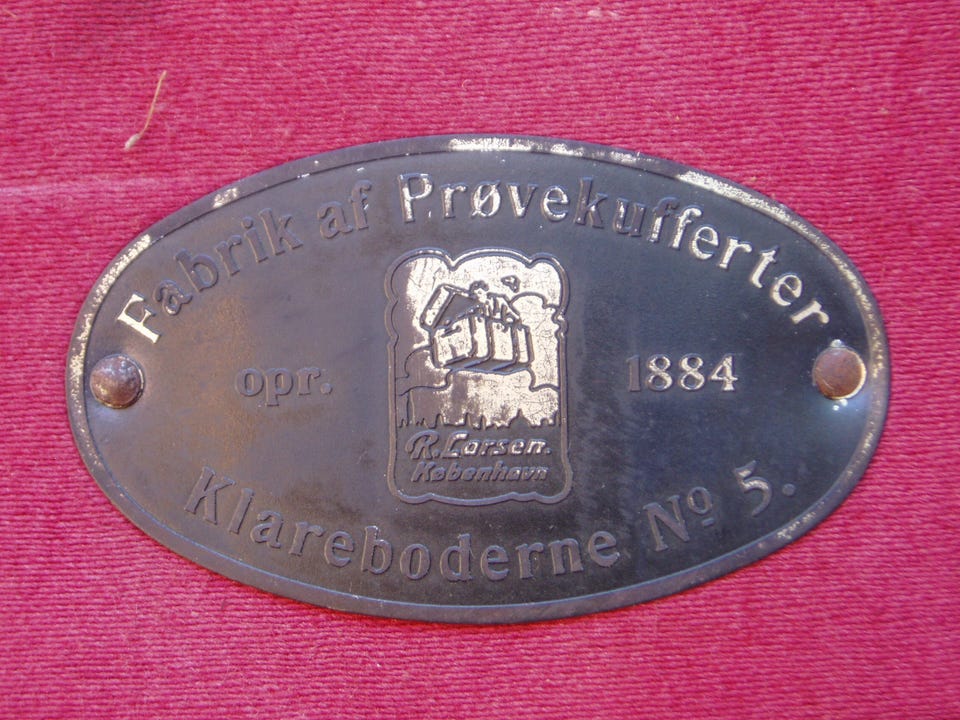 Fabrik af Prøvekufferter
opr. 1884
R. Larsen.
København
Klareboderne Nº 5.